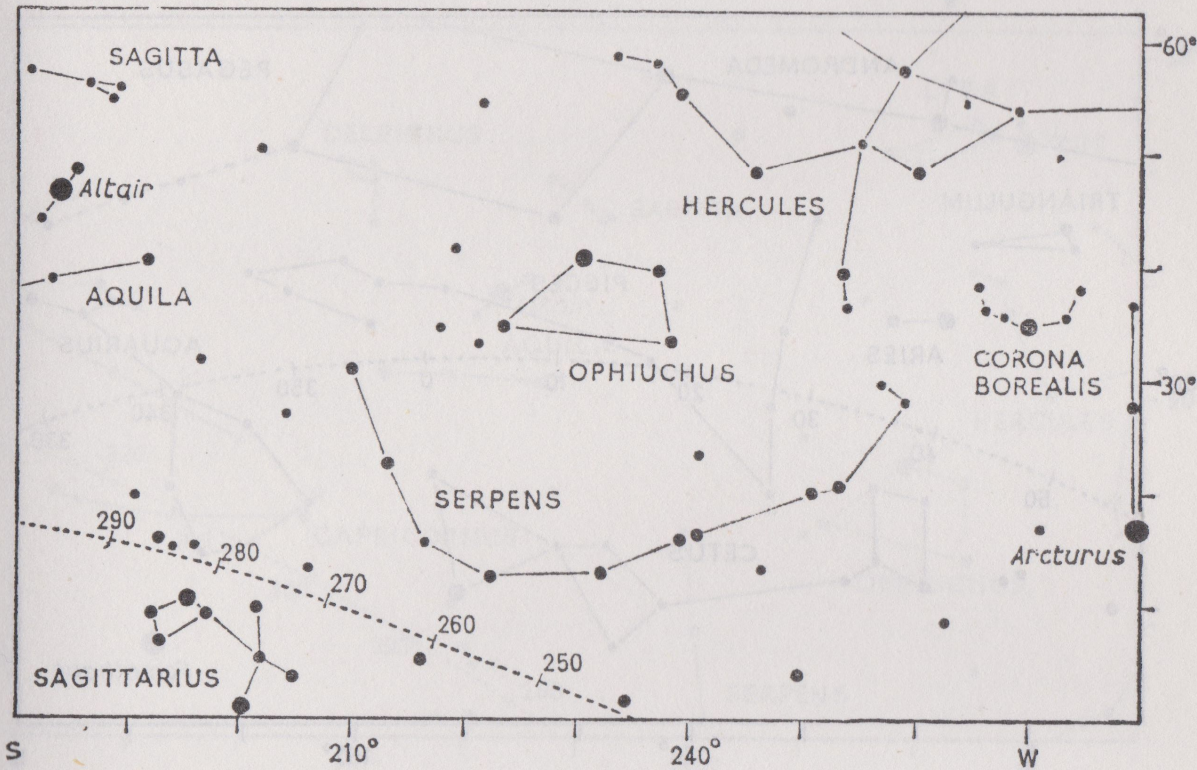 60°
SAGITTA
Altair
HERCULES
AQUILA
OPHIUCHUS
CORONA
BOREALIS
30°
SERPENS
290
280
Arcturus
270
260
250
SAGITTARIUS
S
210°
240°
W